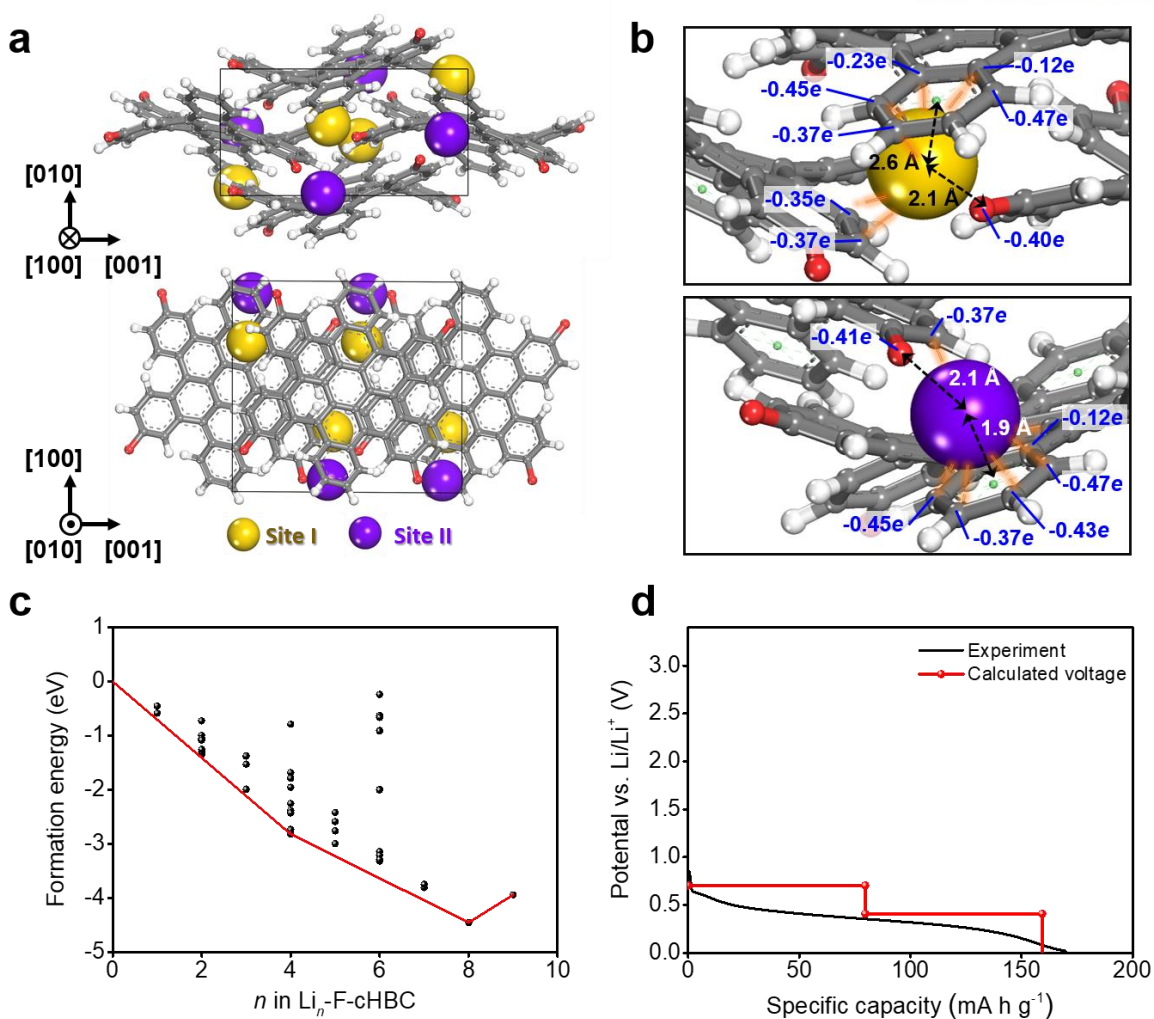 a
[010]
[100] [001]
[100]
[010] [001]
Site I Site II
b
-0.23e
-0.12e
-0.45e
-0.47e
-0.37e
2.6 Å
2.1 Å
-0.35e
-0.37e
-0.40e
-0.37e
-0.41e
2.1 Å
1.9 Å
-0.12e
-0.47e
-0.45e
-0.43e
-0.37e
c
1
0
-1
-2
-3
-4
-5
Formation energy (eV)
0 2 4 6 8 10
n in Liₙ-F-cHBC
d
Experiment
Calculated voltage
3.0
2.5
2.0
1.5
1.0
0.5
0.0
Potential vs. Li/Li⁺ (V)
0 50 100 150 200
Specific capacity (mA h g⁻¹)